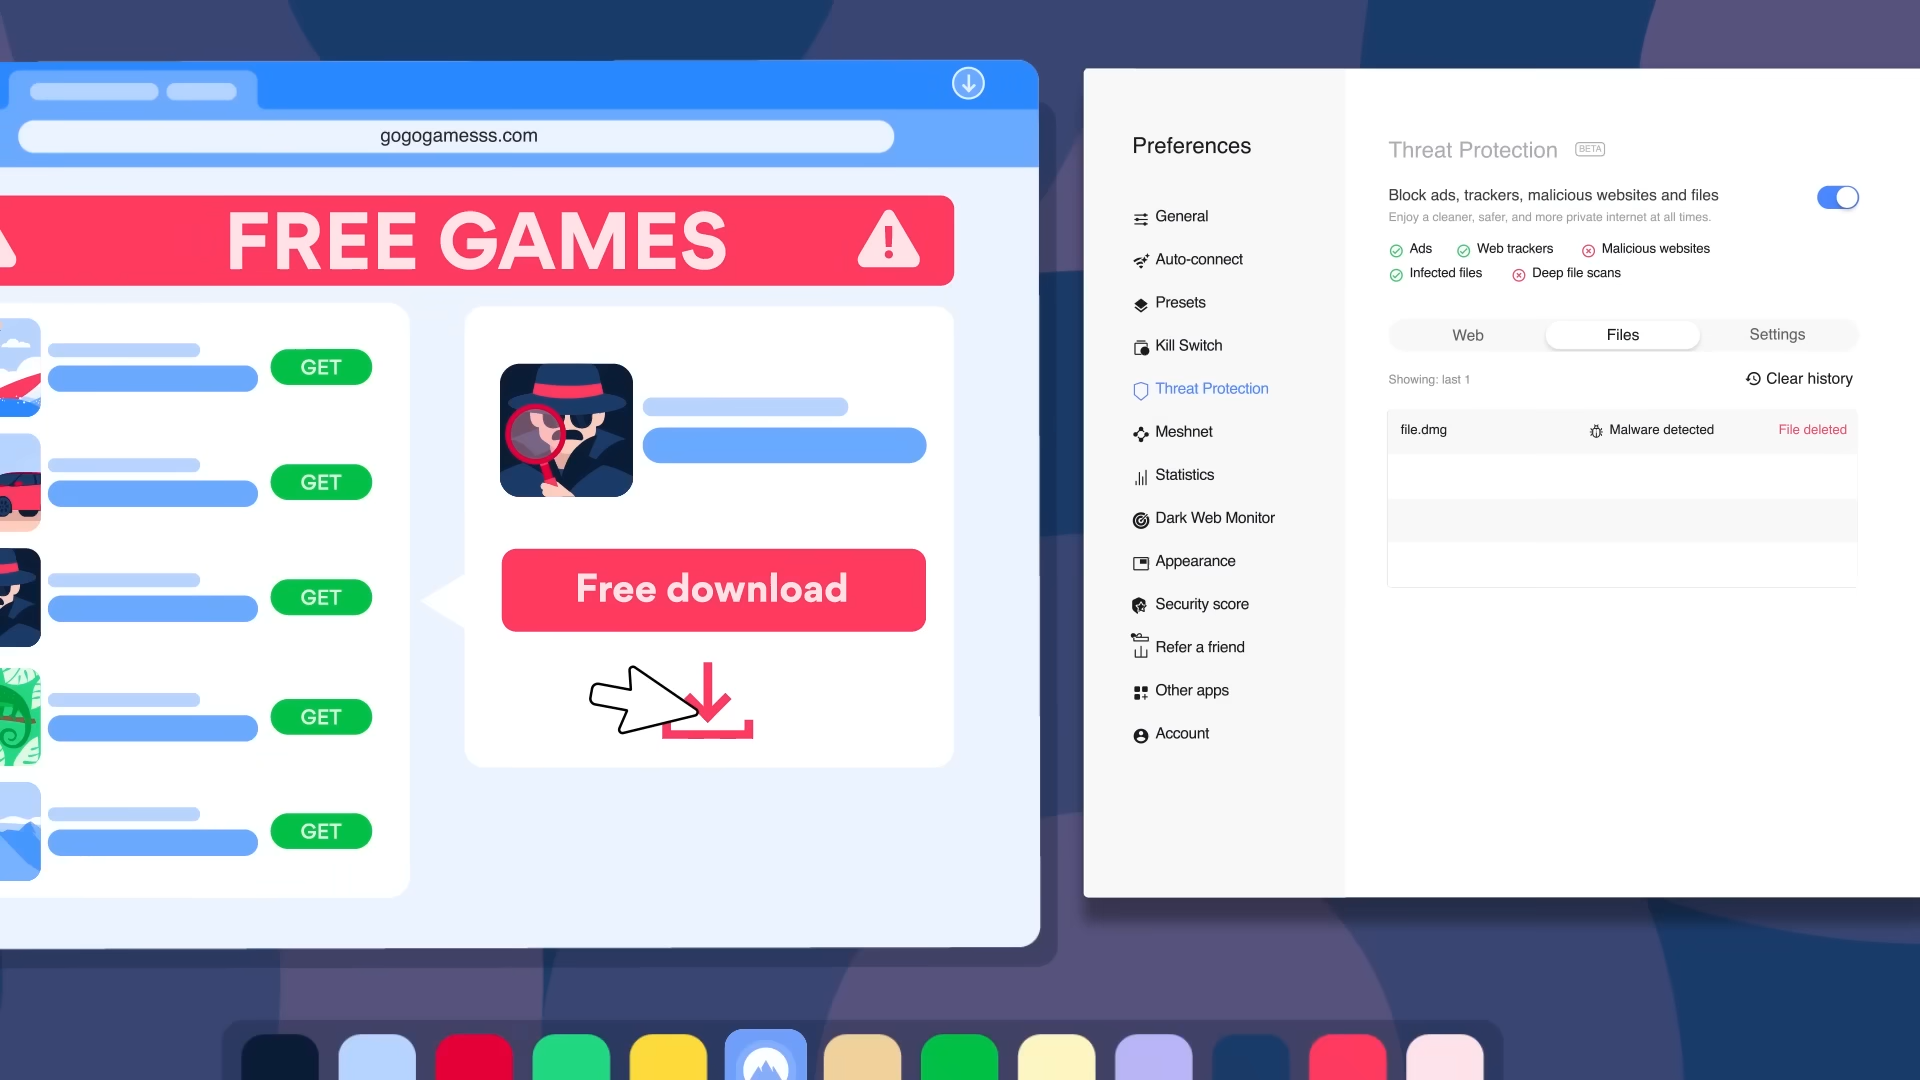 gogogamesss.com
FREE GAMES
GET
GET
GET
GET
GET
Free download
Preferences
General
Auto-connect
Presets
Kill Switch
Threat Protection
Meshnet
Statistics
Dark Web Monitor
Appearance
Security score
Refer a friend
Other apps
Account
Threat Protection BETA
Block ads, trackers, malicious websites and files
Enjoy a cleaner, safer, and more private internet at all times.
Ads Web trackers Malicious websites
Infected files Deep file scans
Web Files Settings
Showing: last 1 Clear history
file.dmg Malware detected File deleted